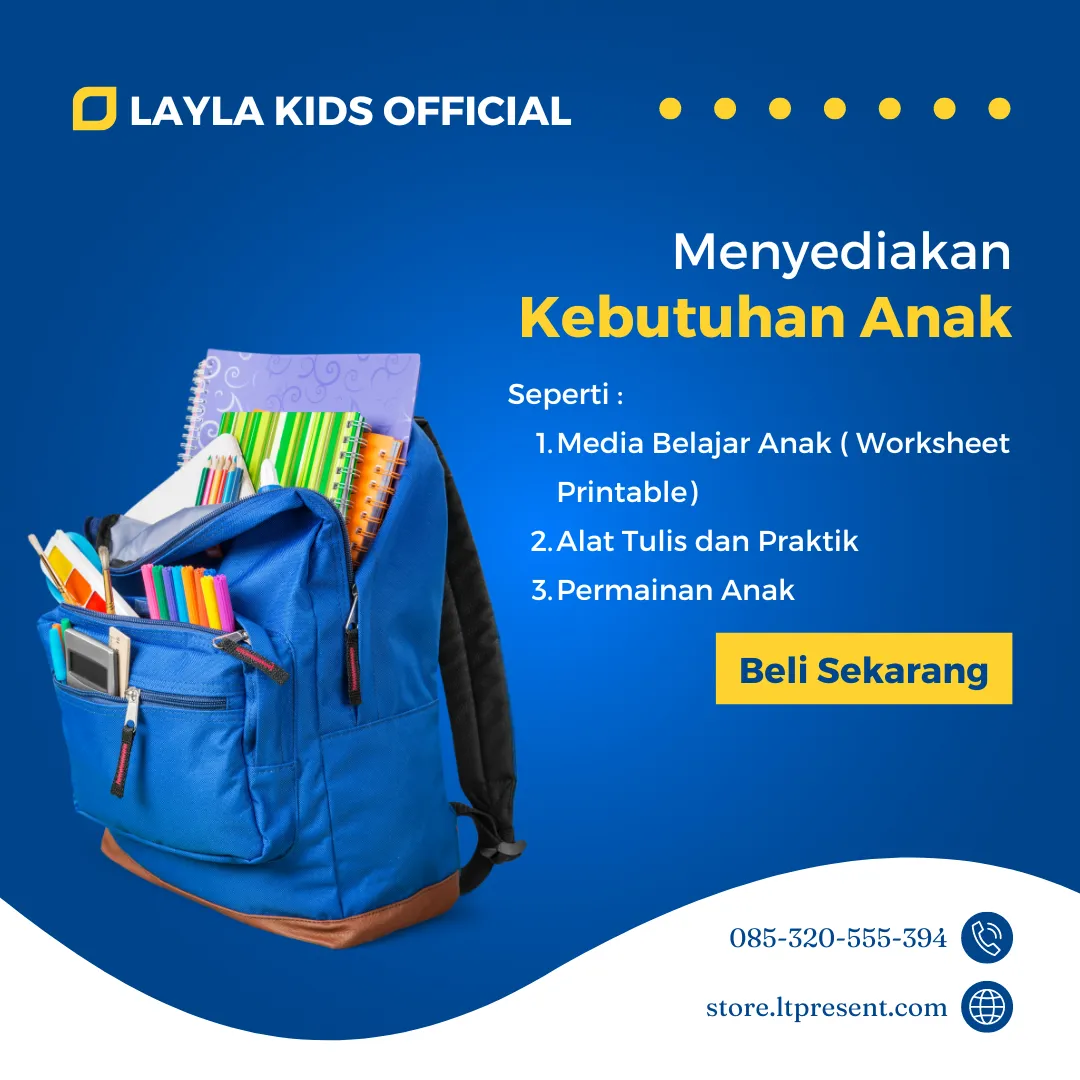 LAYLA KIDS OFFICIAL
Menyediakan
Kebutuhan Anak
Seperti :
1. Media Belajar Anak ( Worksheet
Printable)
2. Alat Tulis dan Praktik
3. Permainan Anak
Beli Sekarang
085-320-555-394
store.ltpresent.com